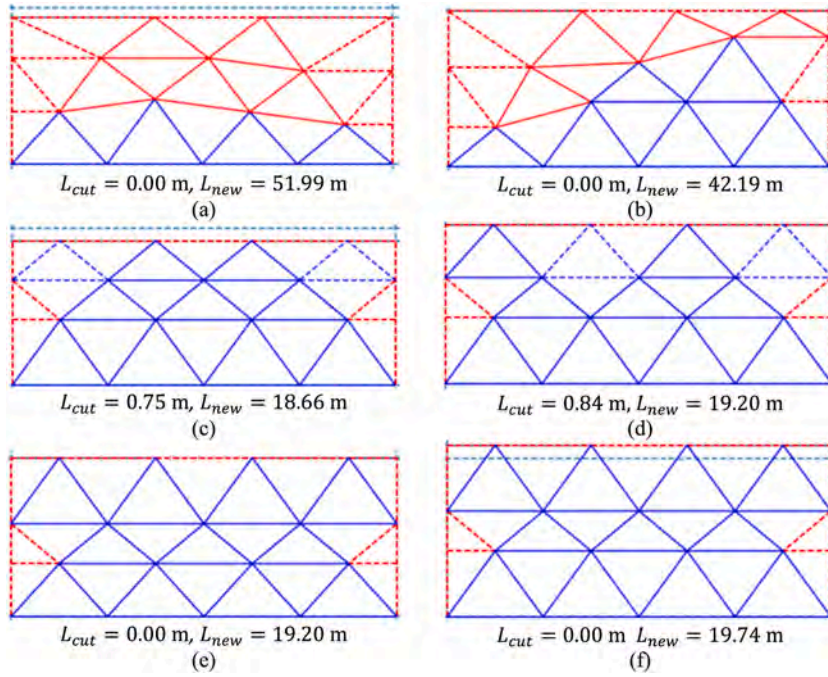 L_cut = 0.00 m, L_new = 51.99 m
(a)
L_cut = 0.00 m, L_new = 42.19 m
(b)
L_cut = 0.75 m, L_new = 18.66 m
(c)
L_cut = 0.84 m, L_new = 19.20 m
(d)
L_cut = 0.00 m, L_new = 19.20 m
(e)
L_cut = 0.00 m L_new = 19.74 m
(f)